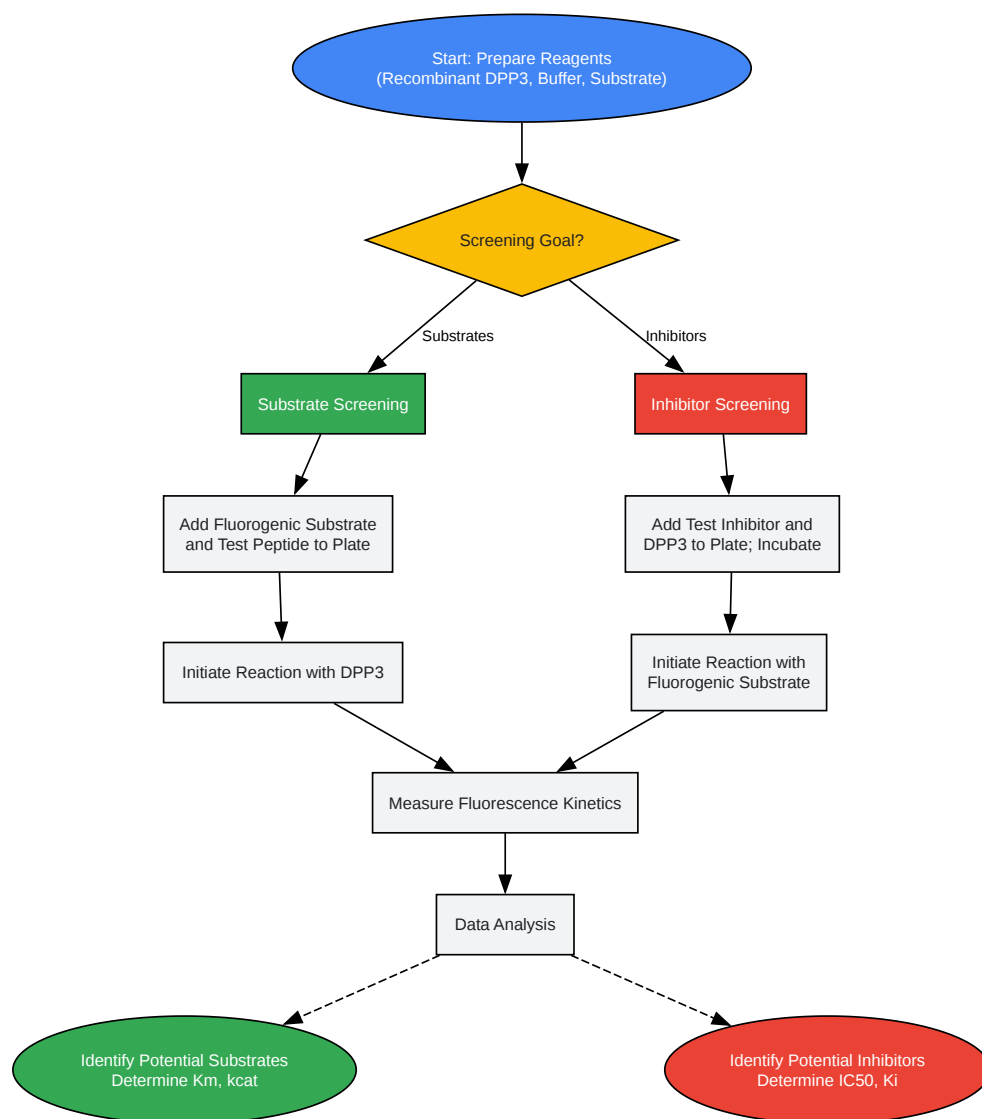 Start: Prepare Reagents
(Recombinant DPP3, Buffer, Substrate)
Screening Goal?
Substrates
Inhibitors
Substrate Screening
Inhibitor Screening
Add Fluorogenic Substrate
and Test Peptide to Plate
Add Test Inhibitor and
DPP3 to Plate; Incubate
Initiate Reaction with DPP3
Initiate Reaction with
Fluorogenic Substrate
Measure Fluorescence Kinetics
Data Analysis
Identify Potential Substrates
Determine Km, kcat
Identify Potential Inhibitors
Determine IC50, Ki